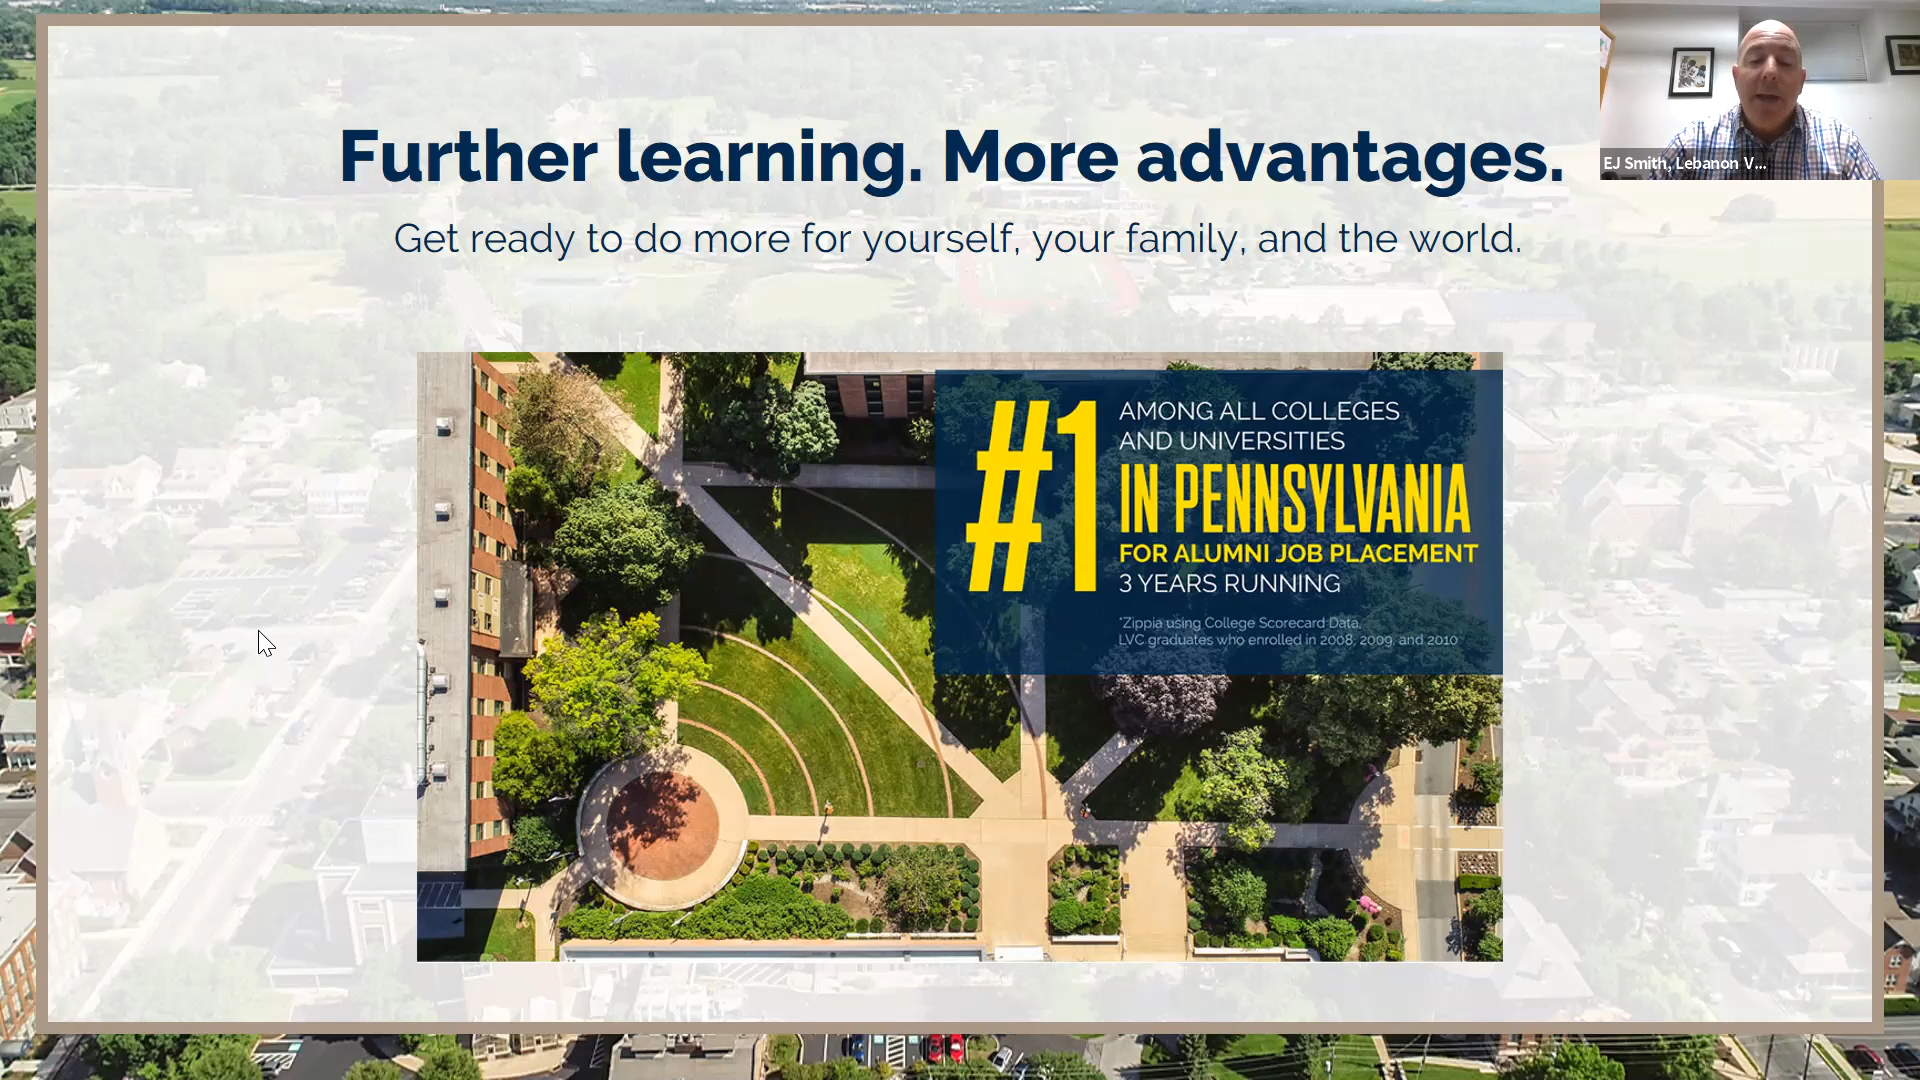 Further learning. More advantages.
Get ready to do more for yourself, your family, and the world.
EJ Smith, Lebanon V...
#1
AMONG ALL COLLEGES
AND UNIVERSITIES
IN PENNSYLVANIA
FOR ALUMNI JOB PLACEMENT
3 YEARS RUNNING
*Zippia using College Scorecard Data,
LVC graduates who enrolled in 2008, 2009, and 2010